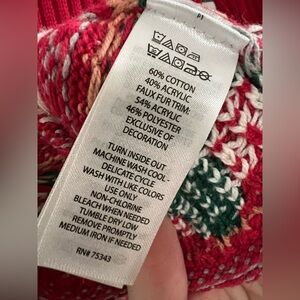 60% COTTON
40% ACRYLIC
FAUX FUR TRIM:
54% ACRYLIC
46% POLYESTER
EXCLUSIVE OF
DECORATION
TURN INSIDE OUT
MACHINE WASH COOL
DELICATE CYCLE
WASH WITH LIKE COLORS
USE ONLY
NON-CHLORINE
BLEACH WHEN NEEDED
TUMBLE DRY LOW
REMOVE PROMPTLY
MEDIUM IRON IF NEEDED
RN# 75343